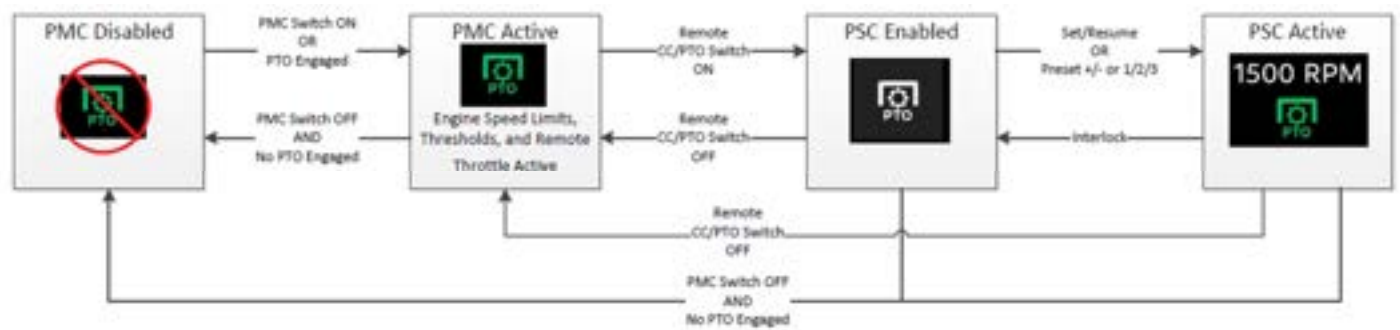 PMC Disabled
PTO
PMC Switch ON
OR
PTO Engaged
PMC Switch OFF
AND
No PTO Engaged
PMC Active
PTO
Engine Speed Limits,
Thresholds, and Remote
Throttle Active
Remote
CC/PTO Switch
ON
Remote
CC/PTO Switch
OFF
PSC Enabled
PTO
Set/Resume
OR
Preset +/- or 1/2/3
Interlock
PSC Active
1500 RPM
PTO
Remote
CC/PTO Switch
OFF
PMC Switch OFF
AND
No PTO Engaged